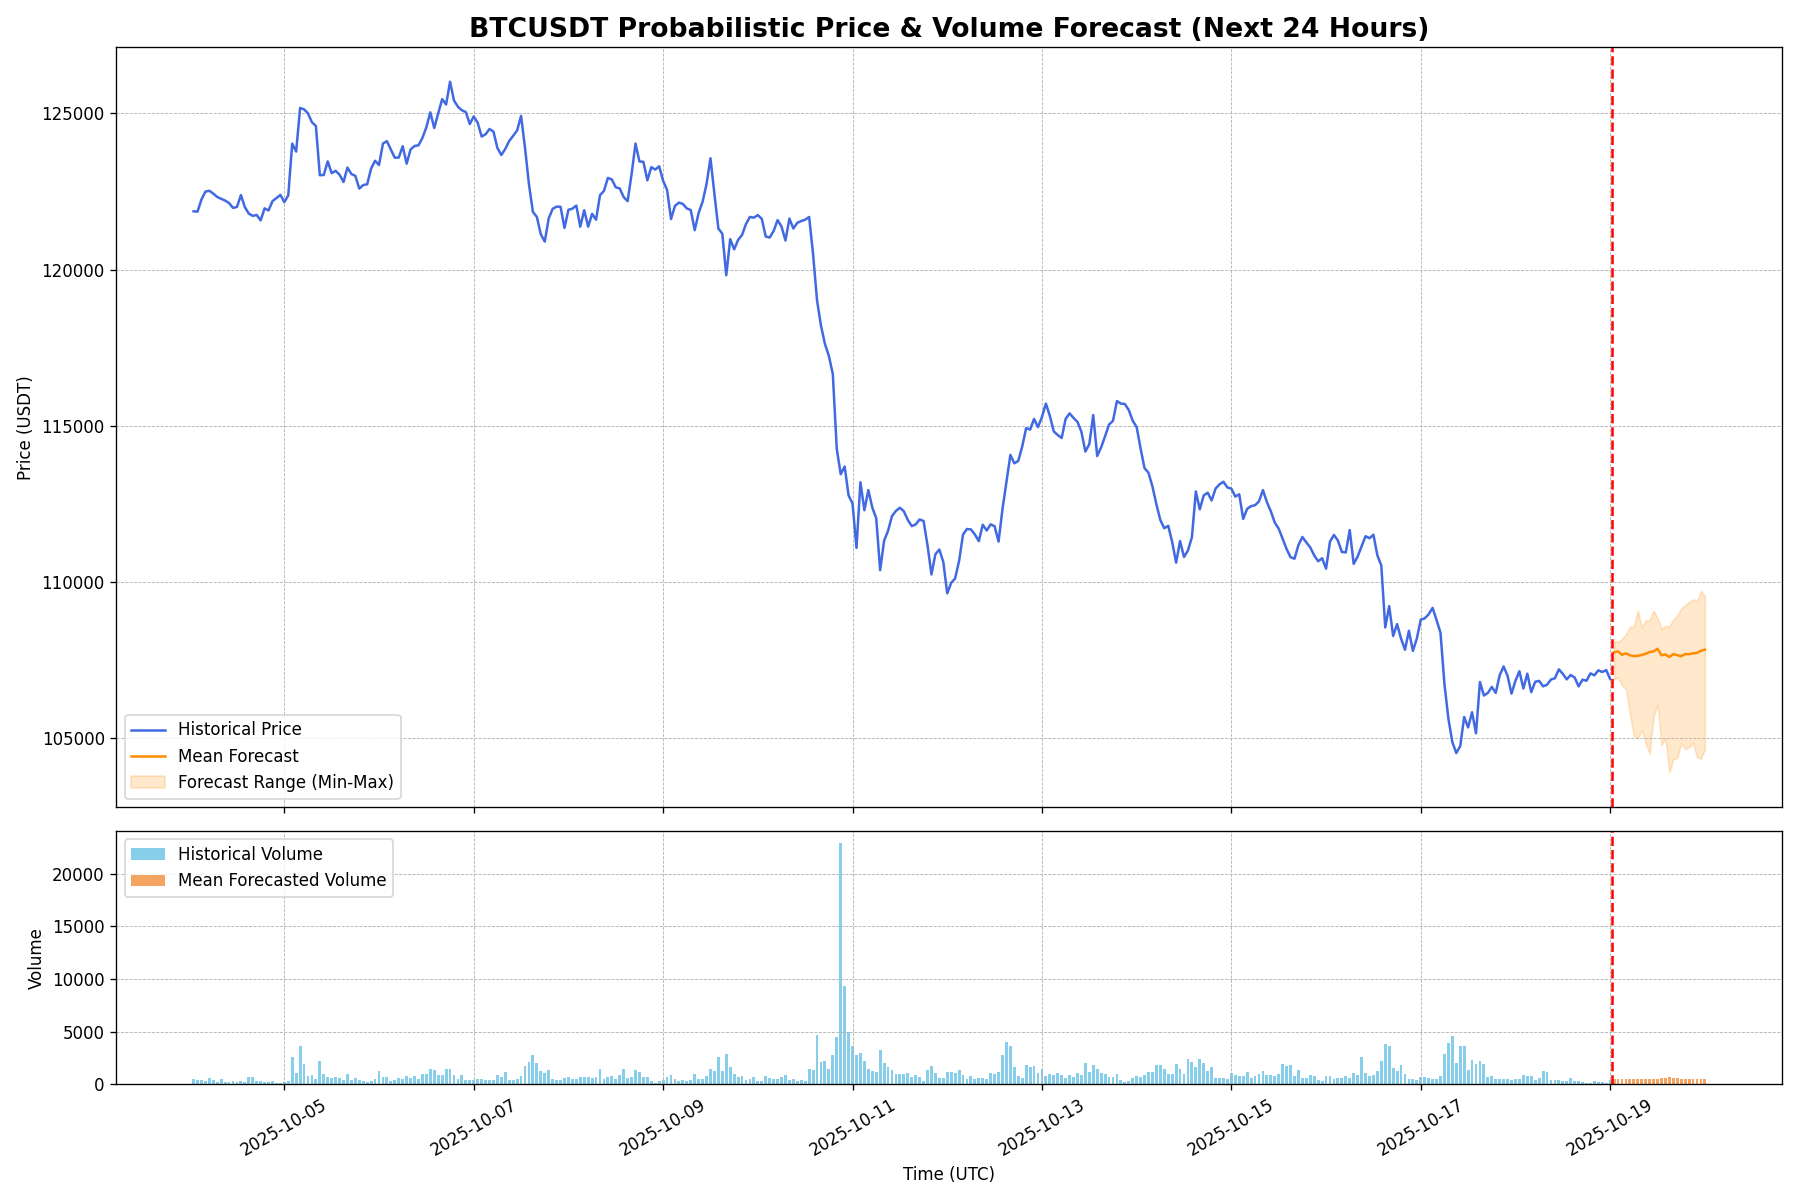 BTCUSDT Probabilistic Price & Volume Forecast (Next 24 Hours)
Price (USDT)
125000
120000
115000
110000
105000
Historical Price
Mean Forecast
Forecast Range (Min-Max)
Volume
20000
15000
10000
5000
0
Historical Volume
Mean Forecasted Volume
2025-10-05
2025-10-07
2025-10-09
2025-10-11
2025-10-13
2025-10-15
2025-10-17
2025-10-19
Time (UTC)